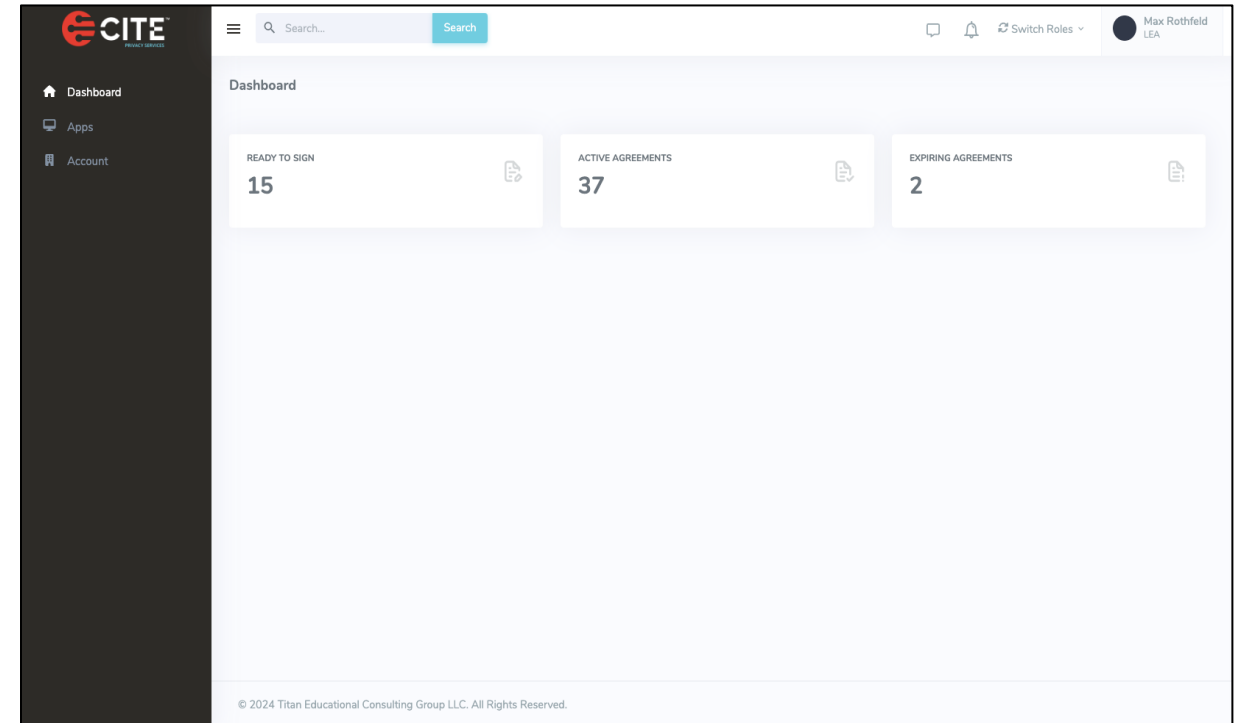 CITE™
PRIVACY SERVICES
Search...
Search
Switch Roles
Max Rothfeld
LEA
Dashboard
Apps
Account
Dashboard
READY TO SIGN
15
ACTIVE AGREEMENTS
37
EXPIRING AGREEMENTS
2
© 2024 Titan Educational Consulting Group LLC. All Rights Reserved.